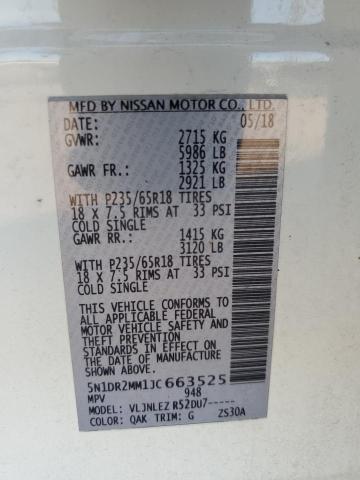 MFD BY NISSAN MOTOR CO., LTD.
DATE: 05/18
GVWR: 2715 KG
5986 LB
GAWR FR.: 1325 KG
2921 LB
WITH P235/65R18 TIRES
18 X 7.5 RIMS AT 33 PSI
COLD SINGLE
GAWR RR.: 1415 KG
3120 LB
WITH P235/65R18 TIRES
18 X 7.5 RIMS AT 33 PSI
COLD SINGLE
THIS VEHICLE CONFORMS TO
ALL APPLICABLE FEDERAL
MOTOR VEHICLE SAFETY
AND THEFT PREVENTION
STANDARDS IN EFFECT ON
THE DATE OF MANUFACTURE
SHOWN ABOVE.
5N1DR2MM1JC663525
MPV 948
MODEL: VLJNLEZ R52DU7-----
COLOR: QAK TRIM: G ZS30A